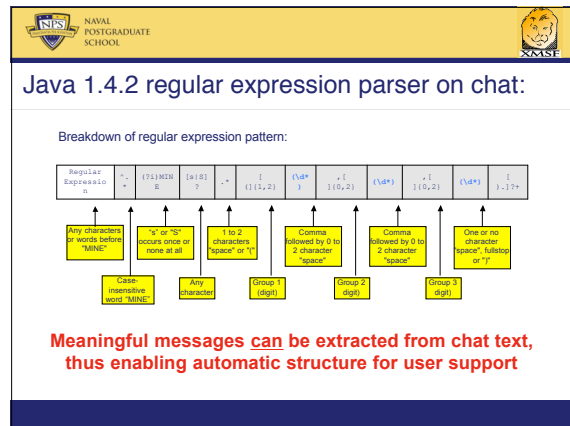 NPS
NAVAL
POSTGRADUATE
SCHOOL
XMSF
Java 1.4.2 regular expression parser on chat:
Breakdown of regular expression pattern:
Regular
Expressio
n
^.
*
(?i)MIN
E
[s|S]
?
.*
[
(]{1,2}
(\d*
)
,[
]{0,2}
(\d*)
,[
]{0,2}
(\d*)
[
).]?+
Any characters
or words before
"MINE"
"s" or "S"
occurs once or
none at all
1 to 2
characters
"space" or "("
Comma
followed by 0 to
2 character
"space"
Comma
followed by 0 to
2 character
"space"
One or no
character
"space", fullstop
or ")"
Case-
insensitive
word "MINE"
Any
character
Group 1
(digit)
Group 2
digit)
Group 3
digit)
Meaningful messages can be extracted from chat text,
thus enabling automatic structure for user support